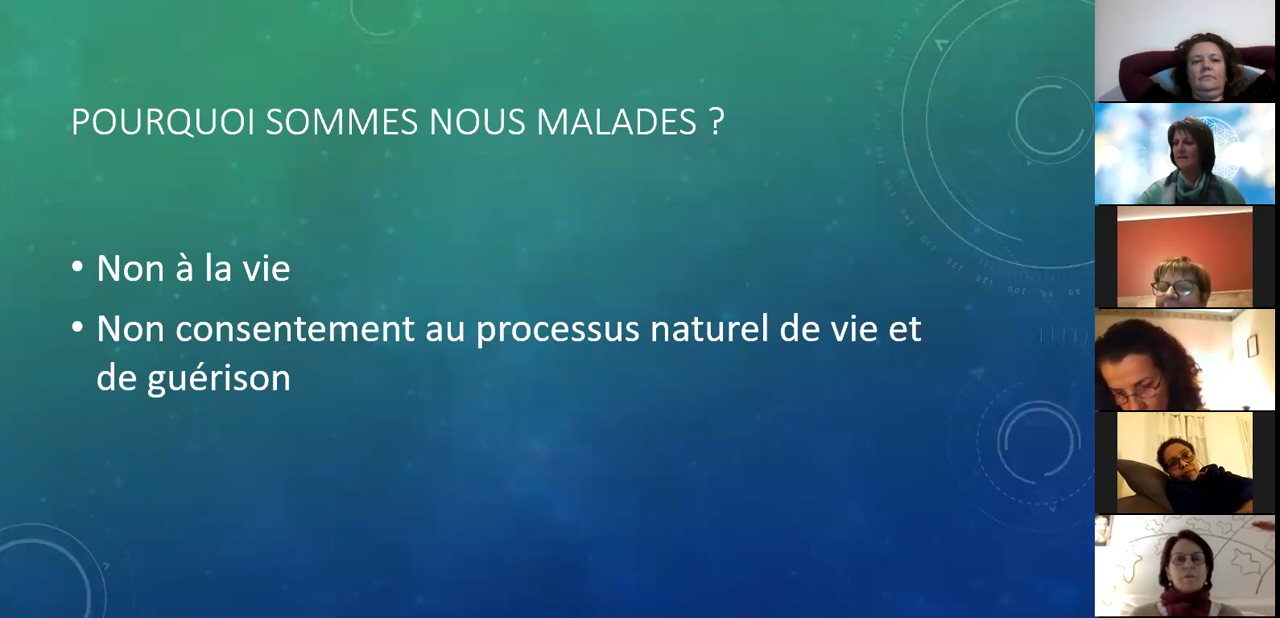 POURQUOI SOMMES NOUS MALADES ?
• Non à la vie
• Non consentement au processus naturel de vie et
de guérison